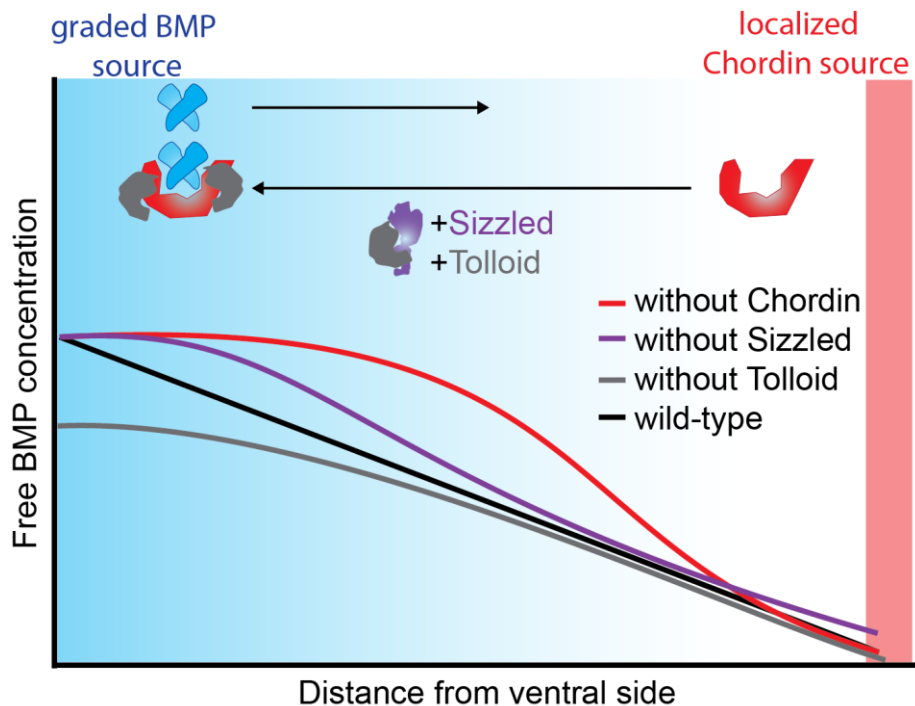 graded BMP
source
localized
Chordin source
+Sizzled
+Tolloid
without Chordin
without Sizzled
without Tolloid
wild-type
Free BMP concentration
Distance from ventral side